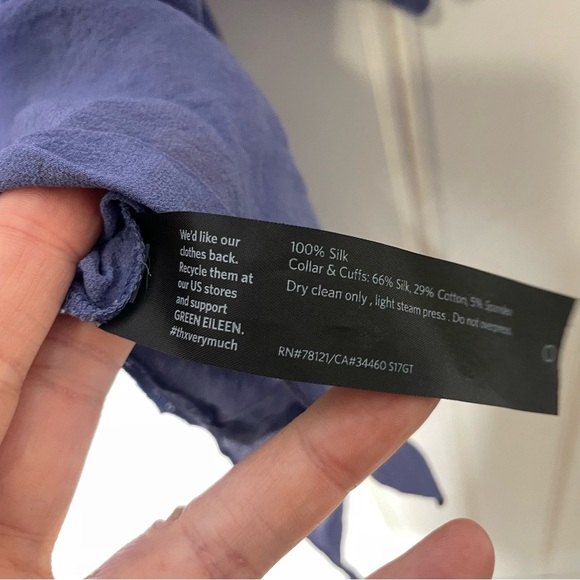 We'd like our
clothes back.
Recycle them at
our US stores
and support
GREEN EILEEN.
#thxverymuch
100% Silk
Collar & Cuffs: 66% Silk, 29% Cotton, 5% Spandex
Dry clean only , light steam press . Do not overpress
RN#78121/CA#34460 S17GT